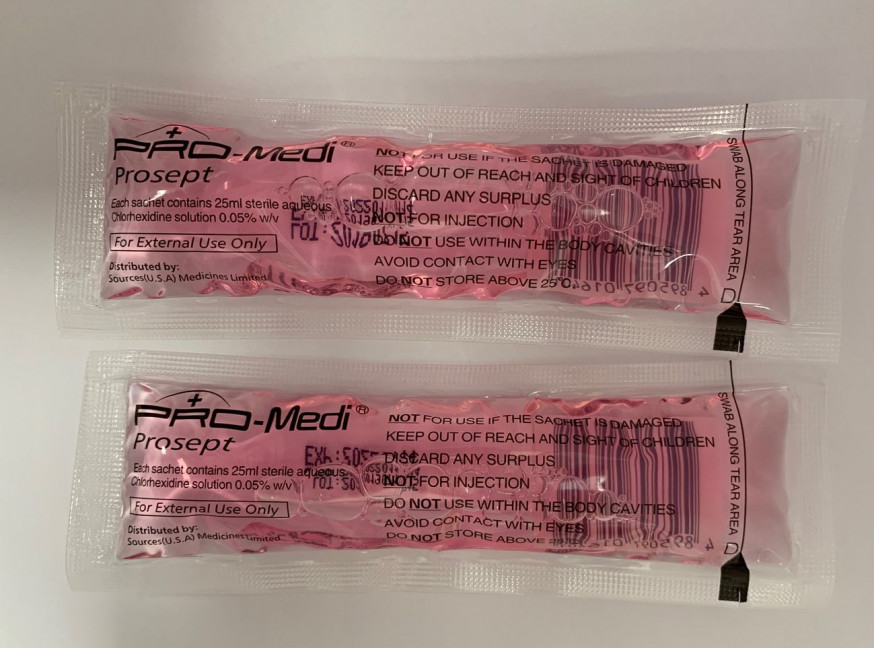 PRO-Medi®
Prosept
Each sachet contains 25ml sterile aqueous
Chlorhexidine solution 0.05% w/v
For External Use Only
Distributed by:
Sources(U.S.A) Medicines Limited
NOT FOR USE IF THE SACHET IS DAMAGED
KEEP OUT OF REACH AND SIGHT OF CHILDREN
DISCARD ANY SURPLUS
NOT FOR INJECTION
DO NOT USE WITHIN THE BODY CAVITIES
AVOID CONTACT WITH EYES
DO NOT STORE ABOVE 25°C
SWAB ALONG TEAR AREA
PRO-Medi®
Prosept
Each sachet contains 25ml sterile aqueous
Chlorhexidine solution 0.05% w/v
For External Use Only
Distributed by:
Sources(U.S.A) Medicines Limited
NOT FOR USE IF THE SACHET IS DAMAGED
KEEP OUT OF REACH AND SIGHT OF CHILDREN
DISCARD ANY SURPLUS
NOT FOR INJECTION
DO NOT USE WITHIN THE BODY CAVITIES
AVOID CONTACT WITH EYES
DO NOT STORE ABOVE
SWAB ALONG TEAR AREA